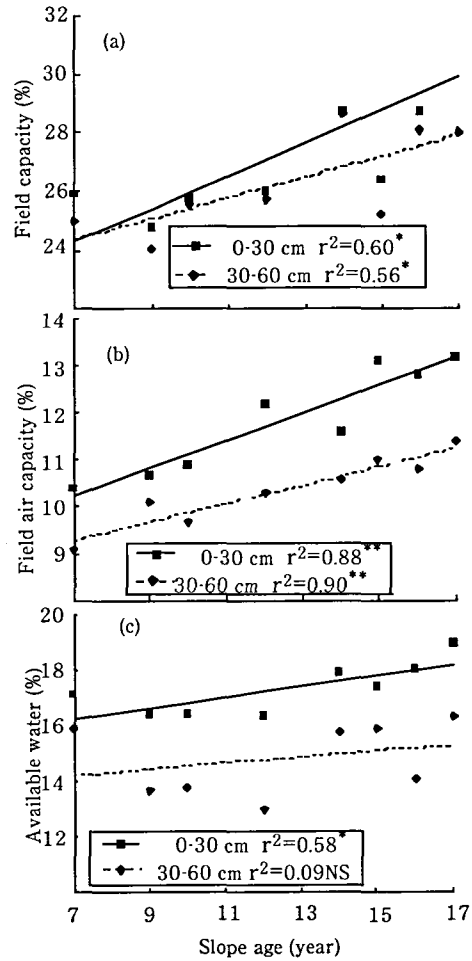 (a)
Field capacity (%)
32
30
28
26
24
22
0-30 cm r²=0.60*
30-60 cm r²=0.56*
(b)
Field air capacity (%)
14
13
12
11
10
9
8
0-30 cm r²=0.88**
30-60 cm r²=0.90**
(c)
Available water (%)
20
18
16
14
12
10
0-30 cm r²=0.58*
30-60 cm r²=0.09NS
7 9 11 13 15 17
Slope age (year)